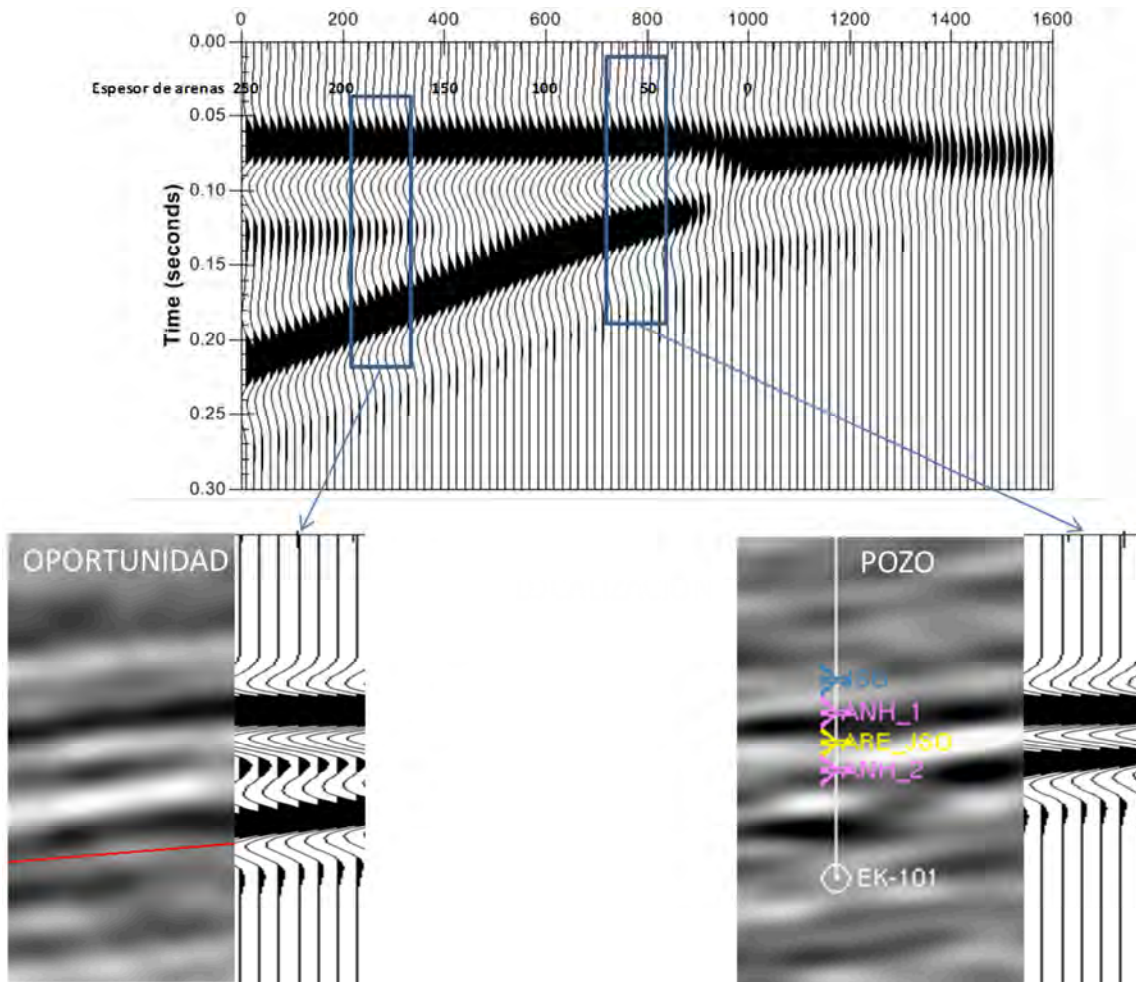 0 200 400 600 800 1000 1200 1400 1600
0.00
Espesor de arenas 250 200 150 100 50 0
0.05
0.10
0.15
0.20
0.25
0.30
Time (seconds)
OPORTUNIDAD
POZO
JSO
ANH_1
ARE_JSO
ANH_2
EK-101